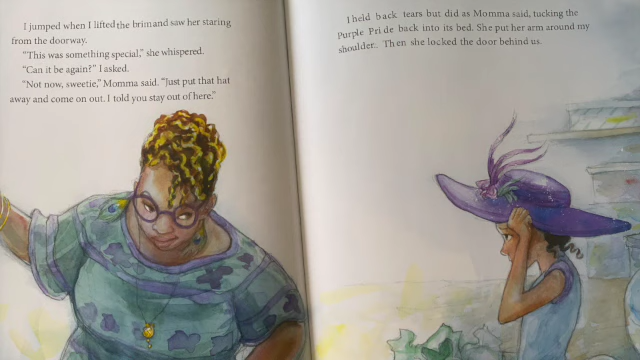 I jumped when I lifted the brim and saw her staring
from the doorway.
“This was something special,” she whispered.
“Can it be again?” I asked.
“Not now, sweetie,” Momma said. “Just put that hat
away and come on out. I told you stay out of here.”
I held back tears but did as Momma said, tucking the
Purple Pride back into its bed. She put her arm around my
shoulder. Then she locked the door behind us.